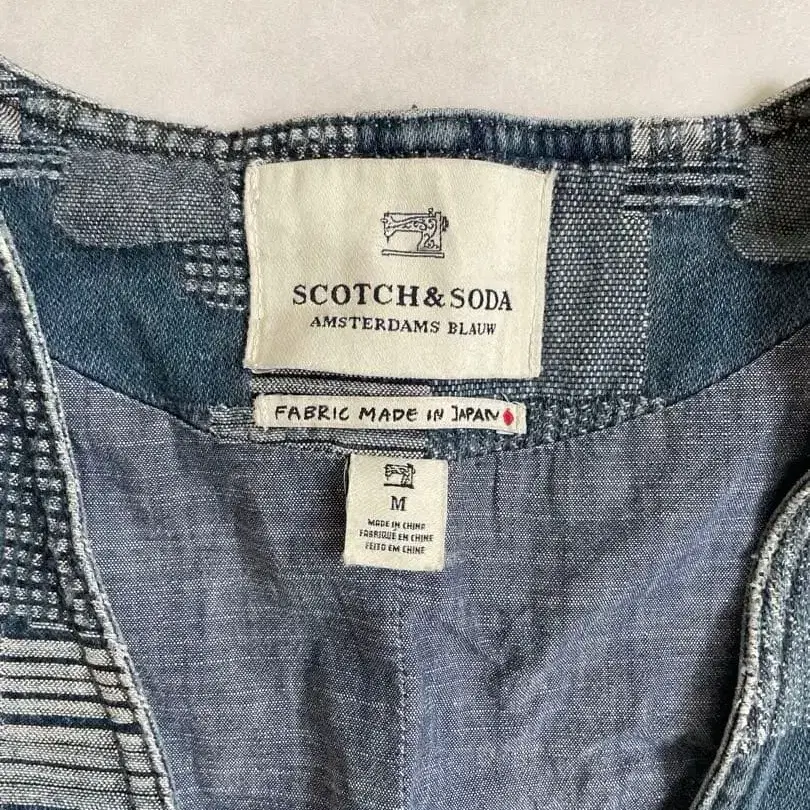 SCOTCH & SODA
AMSTERDAMS BLAUW
FABRIC MADE IN JAPAN
M
MADE IN CHINA
FABRIQUE EN CHINE
FEITO EM CHINE